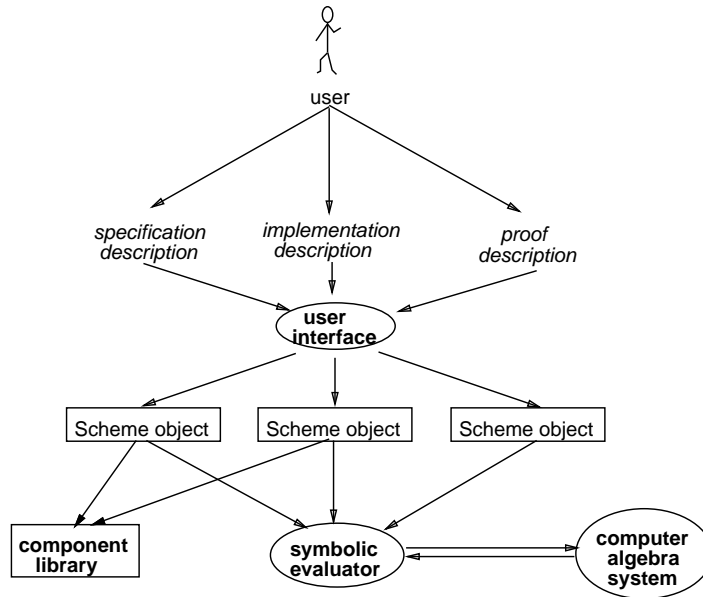 user
specification
description
implementation
description
proof
description
user
interface
Scheme object
Scheme object
Scheme object
component
library
symbolic
evaluator
computer
algebra
system